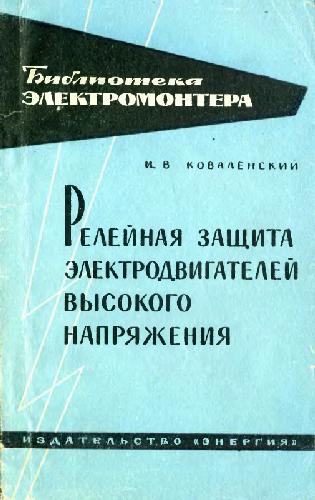 Библиотека
ЭЛЕКТРОМОНТЕРА
И. В КОВАЛЕНСКИЙ
РЕЛЕЙНАЯ ЗАЩИТА
ЭЛЕКТРОДВИГАТЕЛЕЙ
ВЫСОКОГО
НАПРЯЖЕНИЯ
ИЗДАТЕЛЬСТВО «ЭНЕРГИЯ»